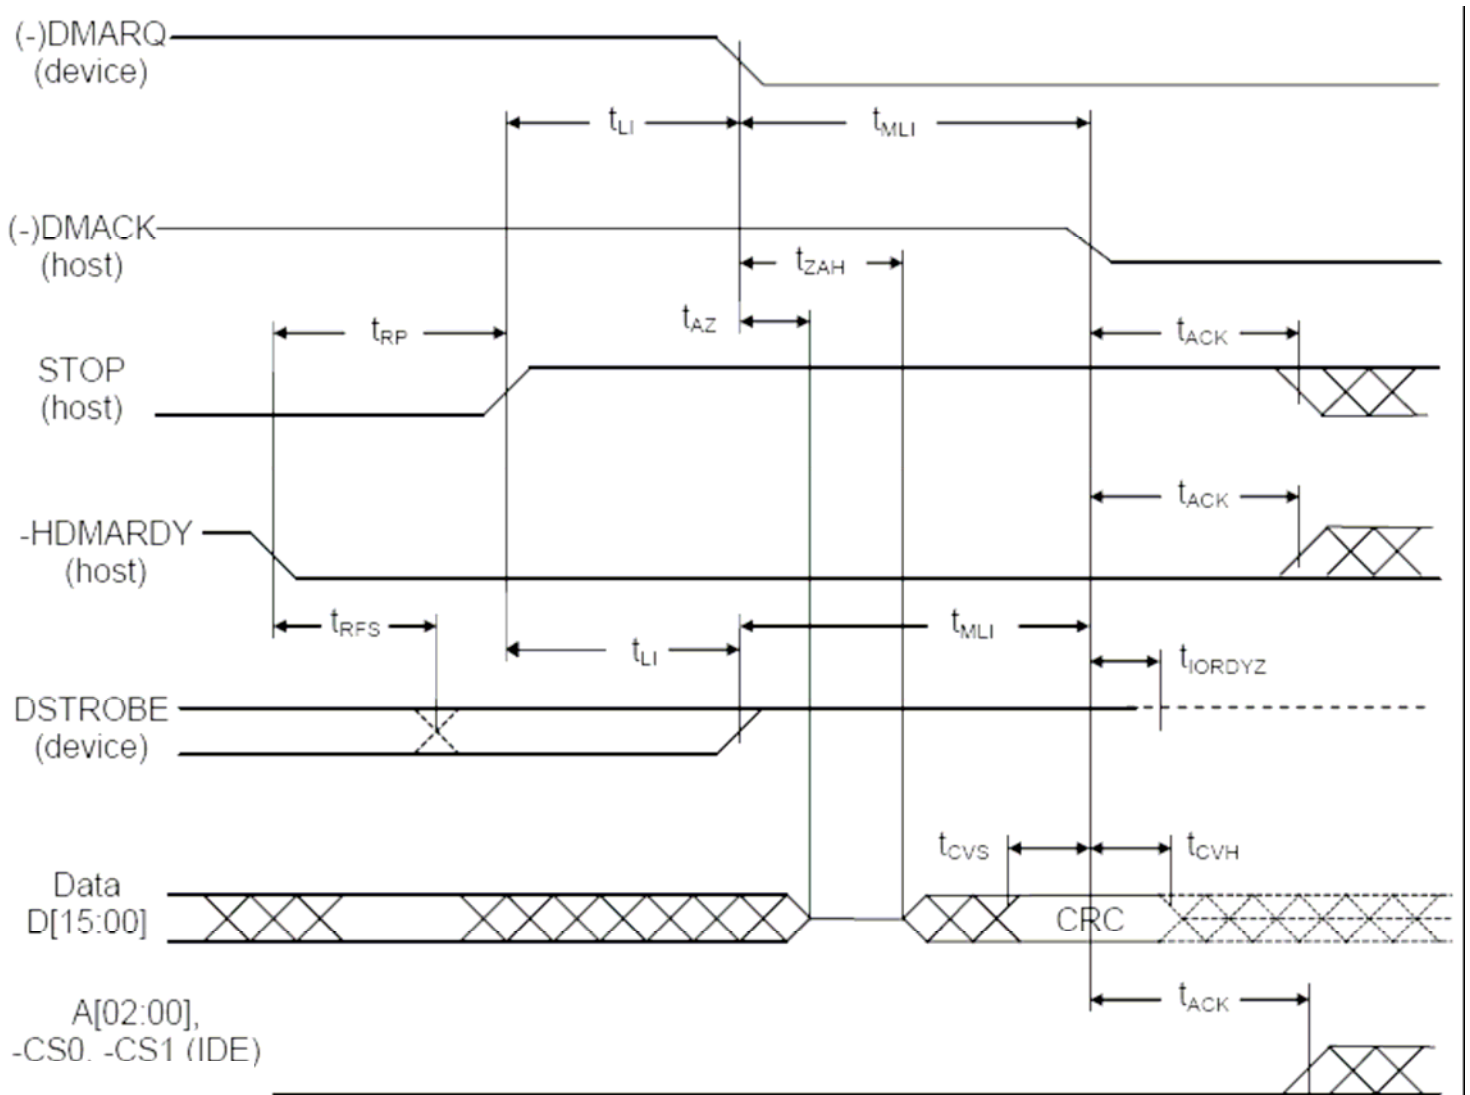 (-)DMARQ
(device)
tLI
tMLI
(-)DMACK
(host)
tZAH
tAZ
tRP
tACK
STOP
(host)
tACK
-HDMARDY
(host)
tRFS
tMLI
tLI
tIORDYZ
DSTROBE
(device)
tCVS
tCVH
Data
D[15:00]
CRC
tACK
A[02:00],
-CS0. -CS1 (IDE)